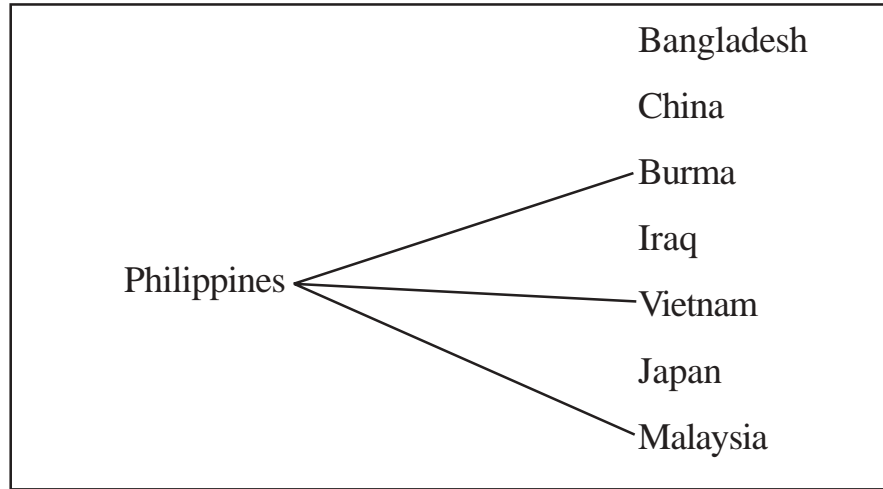 Bangladesh
China
Burma
Iraq
Philippines
Vietnam
Japan
Malaysia